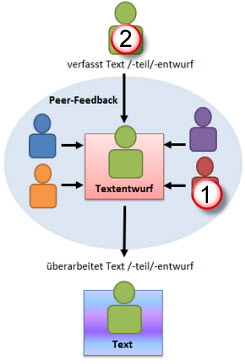 2
verfasst Text /-teil/-entwurf
Peer-Feedback
Textentwurf
1
überarbeitet Text /-teil/-entwurf
Text